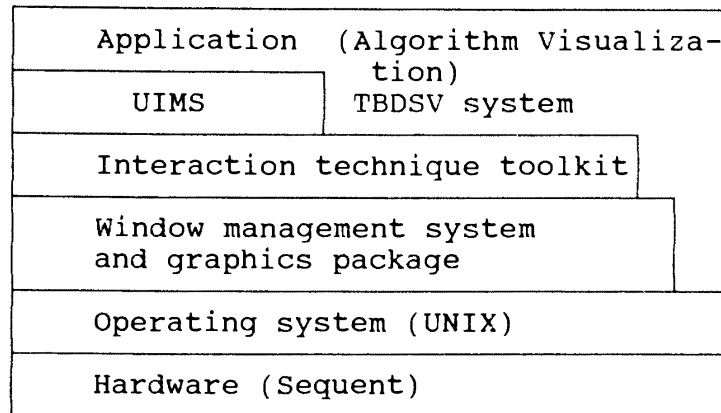 Application (Algorithm Visualiza-
tion)
UIMS TBDSV system
Interaction technique toolkit
Window management system
and graphics package
Operating system (UNIX)
Hardware (Sequent)